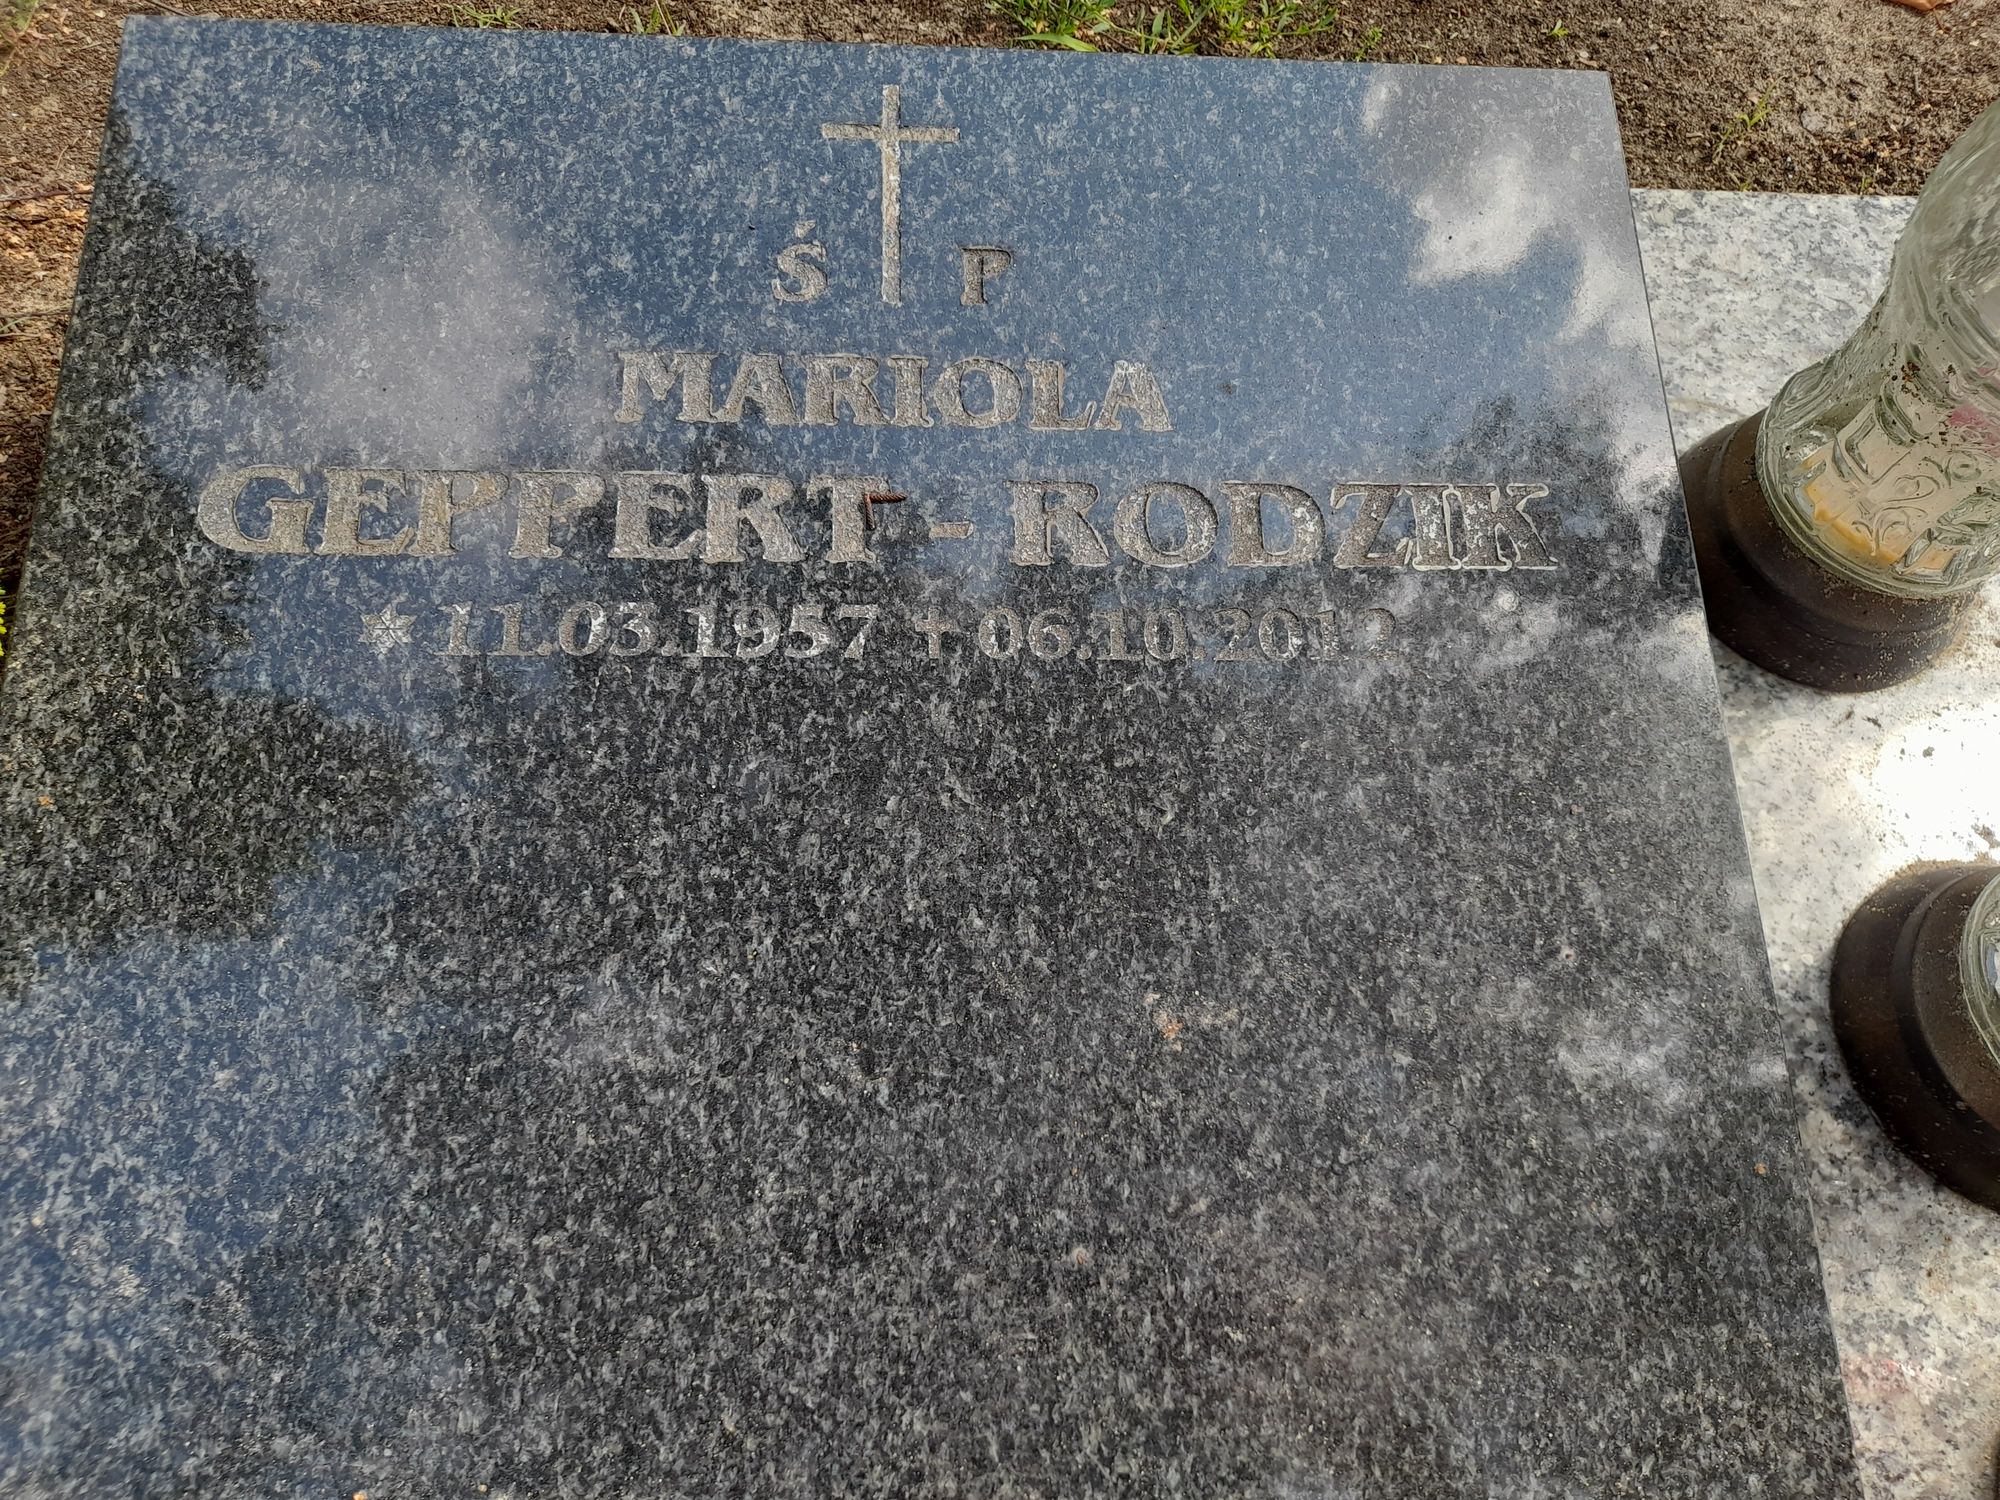 Ś P
MARIOLA
GEPPERT - RODZIK
* 11.03.1957 ✝ 06.10.2012